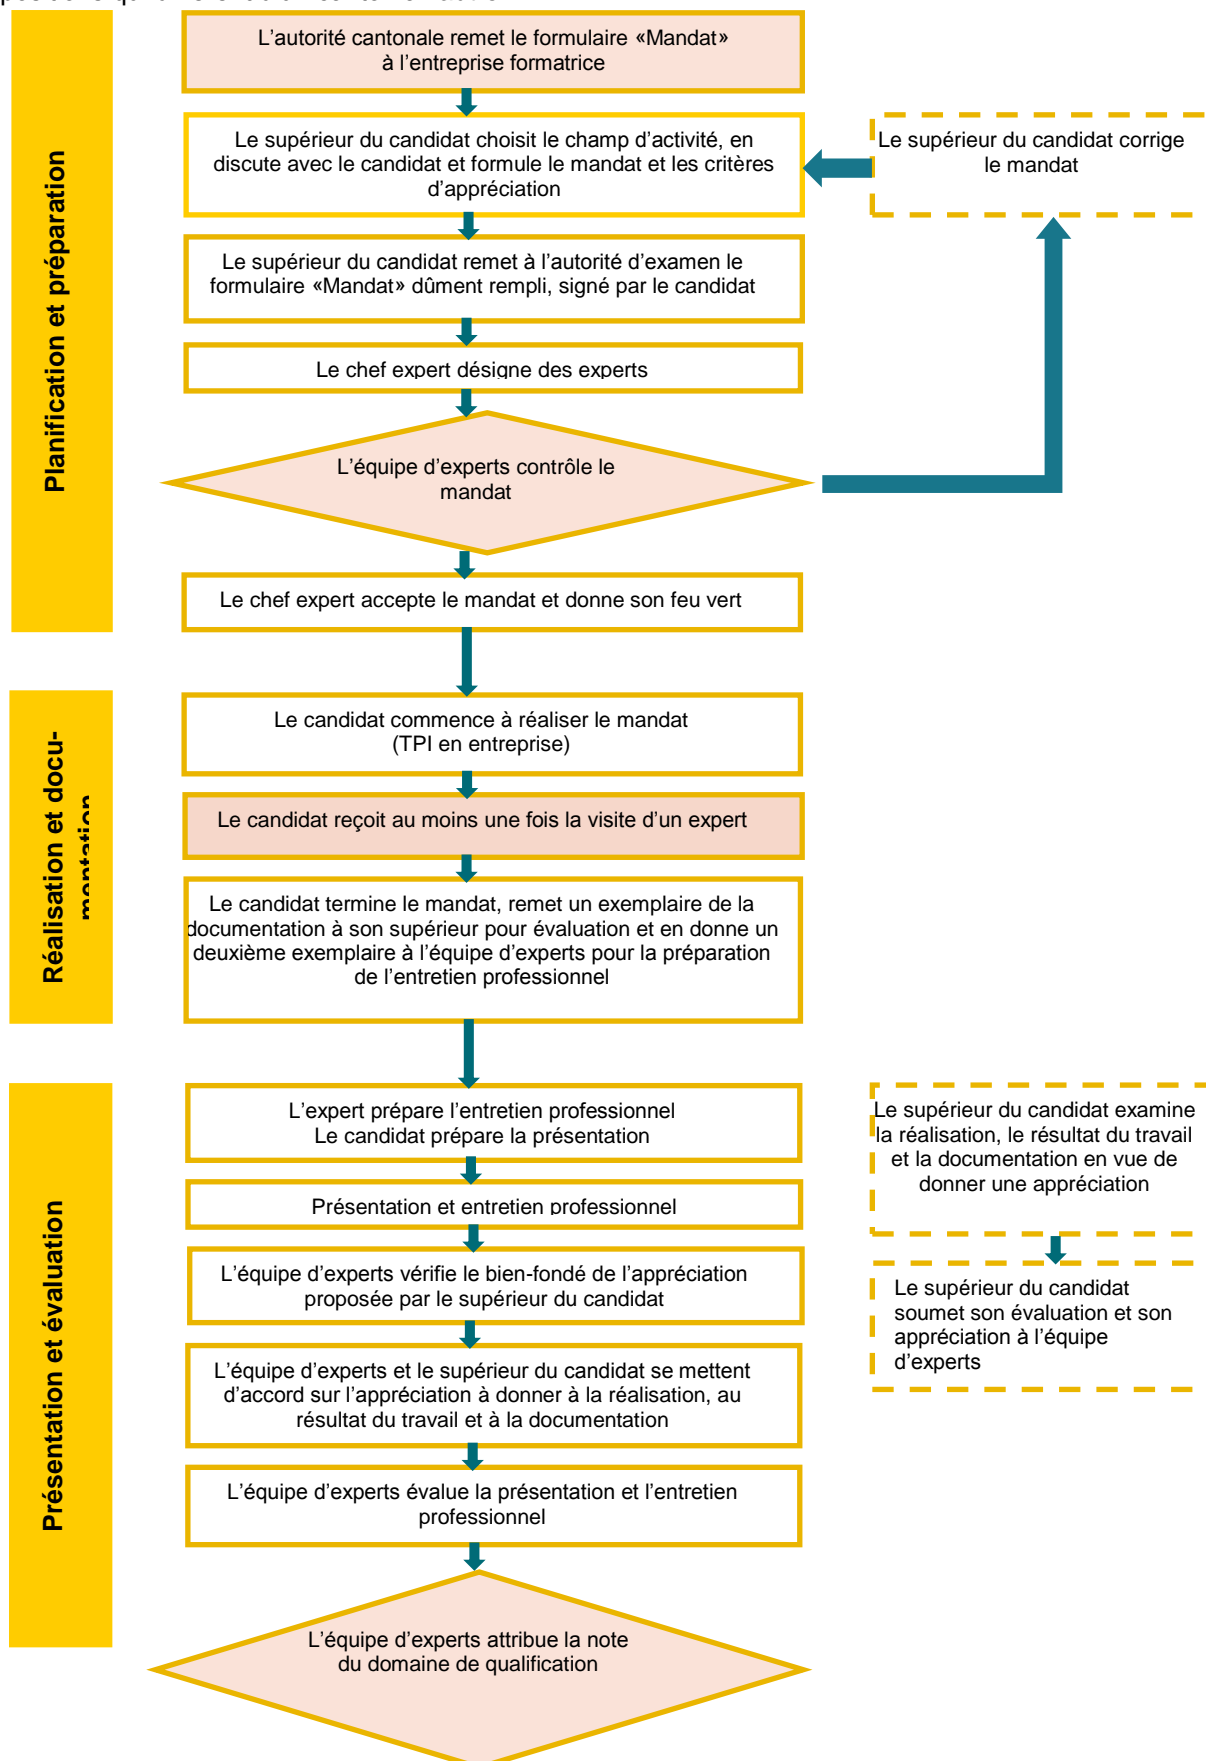 L'autorité cantonale remet le formulaire «Mandat»
à l'entreprise formatrice
Planification et préparation
Le supérieur du candidat choisit le champ d'activité, en
discute avec le candidat et formule le mandat et les critères
d'appréciation
Le supérieur du candidat corrige
le mandat
Le supérieur du candidat remet à l'autorité d'examen le
formulaire «Mandat» dûment rempli, signé par le candidat
Le chef expert désigne des experts
L'équipe d'experts contrôle le
mandat
Le chef expert accepte le mandat et donne son feu vert
Réalisation et docu-
mentation
Le candidat commence à réaliser le mandat
(TPI en entreprise)
Le candidat reçoit au moins une fois la visite d'un expert
Le candidat termine le mandat, remet un exemplaire de la
documentation à son supérieur pour évaluation et en donne un
deuxième exemplaire à l'équipe d'experts pour la préparation
de l'entretien professionnel
Présentation et évaluation
L'expert prépare l'entretien professionnel
Le candidat prépare la présentation
Le supérieur du candidat examine
la réalisation, le résultat du travail
et la documentation en vue de
donner une appréciation
Présentation et entretien professionnel
L'équipe d'experts vérifie le bien-fondé de l'appréciation
proposée par le supérieur du candidat
Le supérieur du candidat
soumet son évaluation et son
appréciation à l'équipe
d'experts
L'équipe d'experts et le supérieur du candidat se mettent
d'accord sur l'appréciation à donner à la réalisation, au
résultat du travail et à la documentation
L'équipe d'experts évalue la présentation et l'entretien
professionnel
L'équipe d'experts attribue la note
du domaine de qualification